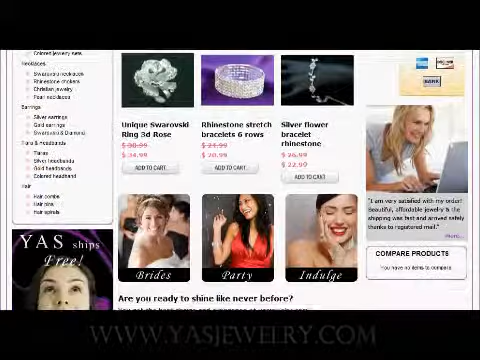 Colored jewelry sets
Necklaces
Swarovski necklaces
Rhinestone chokers
Christian jewelry
Pearl necklaces
Earrings
Silver earrings
Gold earrings
Swarovski & Diamond
Tiara & headbands
Tiaras
Silver headbands
Gold headbands
Colored headband
Hair
Hair combs
Hair pins
Hair spirals
YAS ships
Free!
Unique Swarovski
Ring 3d Rose
$ 34.99
ADD TO CART
Rhinestone stretch
bracelets 6 rows
$ 20.99
ADD TO CART
Silver flower
bracelet
rhinestone
$ 26.99
$ 22.99
ADD TO CART
Brides
Party
Indulge
Are you ready to shine like never before?
BANK
"I am very satisfied with my order!
Beautiful, affordable jewelry & the
shipping was fast and arrived safely
thanks to registered mail."
more...
COMPARE PRODUCTS
You have no items to compare.
WWW.YASJEWELRY.COM